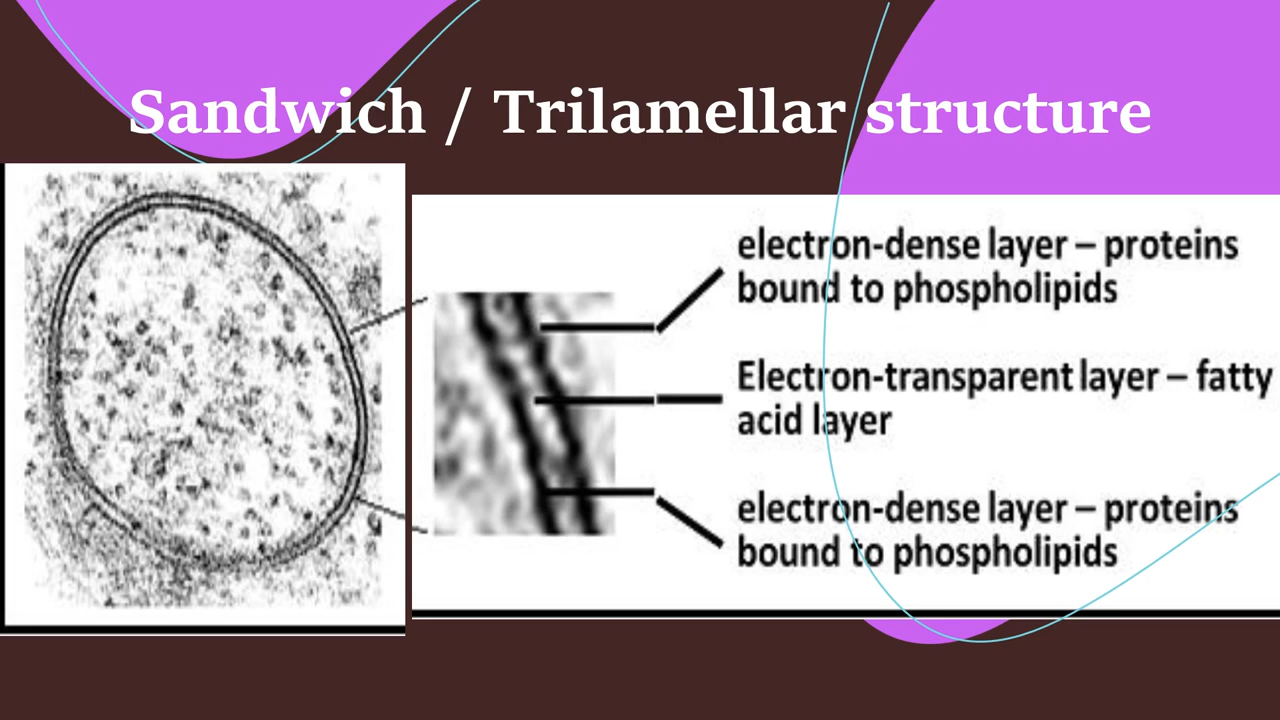 Sandwich / Trilamellar structure
electron-dense layer – proteins
bound to phospholipids
Electron-transparent layer – fatty
acid layer
electron-dense layer – proteins
bound to phospholipids